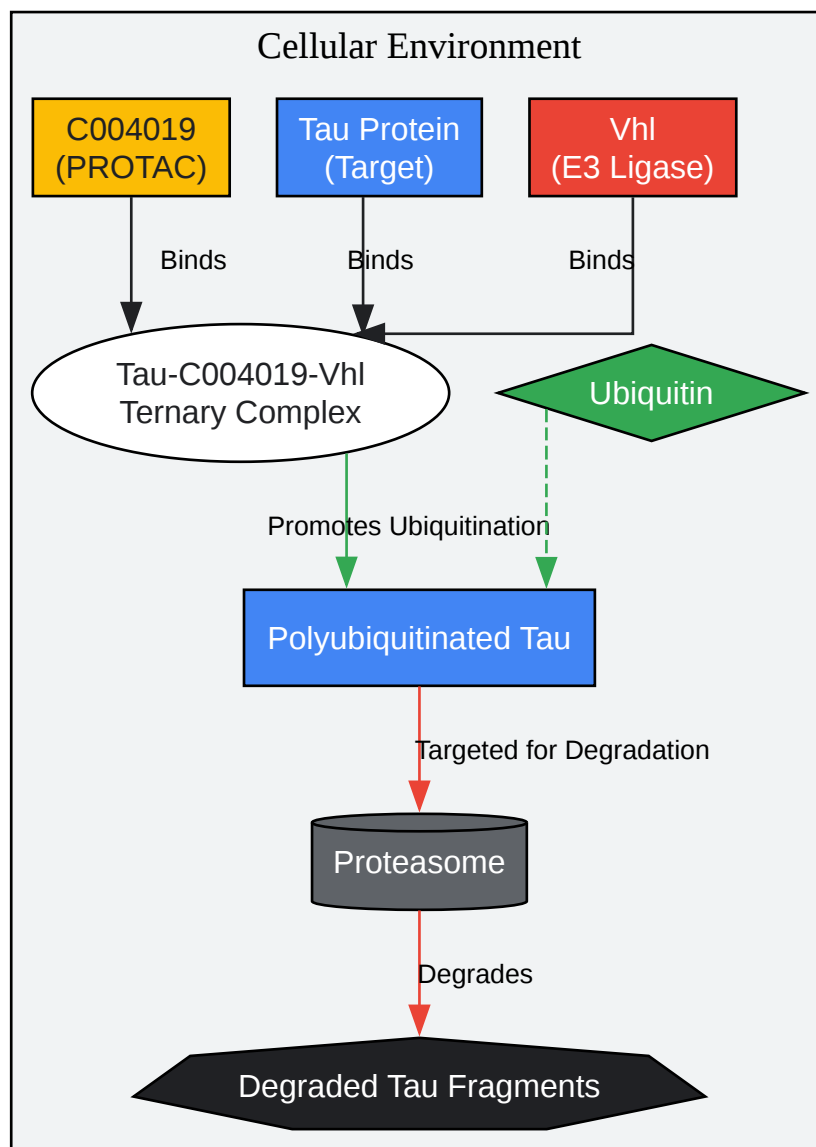 Cellular Environment
C004019
(PROTAC)
Tau Protein
(Target)
Vhl
(E3 Ligase)
Binds
Binds
Binds
Tau-C004019-Vhl
Ternary Complex
Ubiquitin
Promotes Ubiquitination
Polyubiquitinated Tau
Targeted for Degradation
Proteasome
Degrades
Degraded Tau Fragments